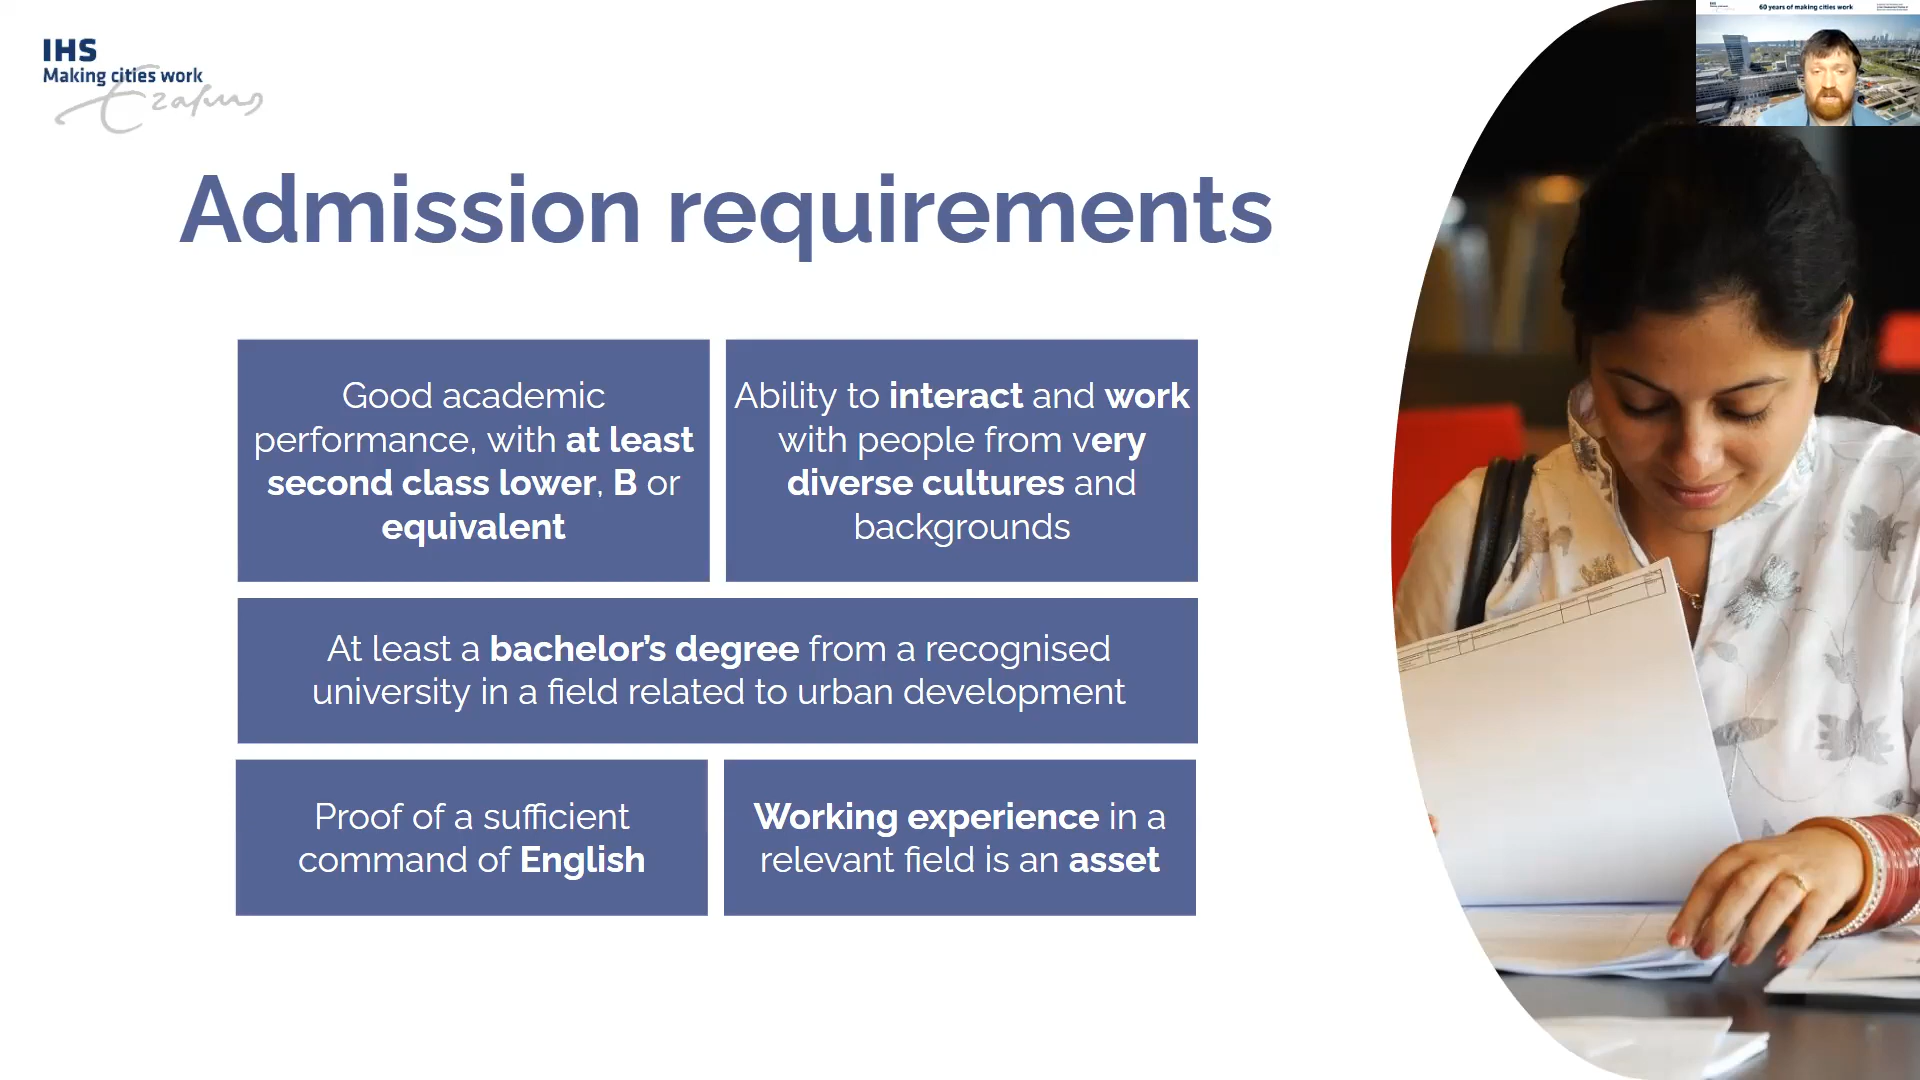 IHS
Making cities work
Erasmus
60 years of making cities work
Admission requirements
Good academic
performance, with at least
second class lower, B or
equivalent
Ability to interact and work
with people from very
diverse cultures and
backgrounds
At least a bachelor’s degree from a recognised
university in a field related to urban development
Proof of a sufficient
command of English
Working experience in a
relevant field is an asset